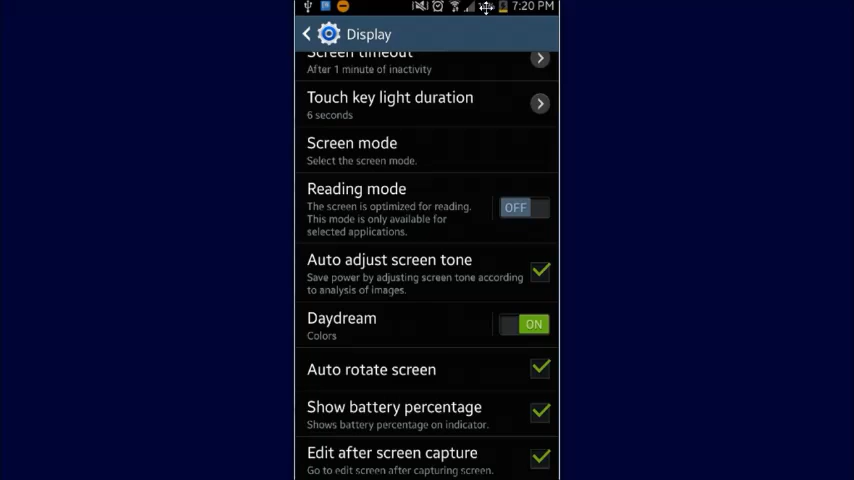 7:20 PM
Display
Screen timeout
After 1 minute of inactivity
Touch key light duration
6 seconds
Screen mode
Select the screen mode.
Reading mode
The screen is optimized for reading.
This mode is only available for
selected applications.
OFF
Auto adjust screen tone
Save power by adjusting screen tone according
to analysis of images.
Daydream
Colors
ON
Auto rotate screen
Show battery percentage
Shows battery percentage on indicator.
Edit after screen capture
Go to edit screen after capturing screen.